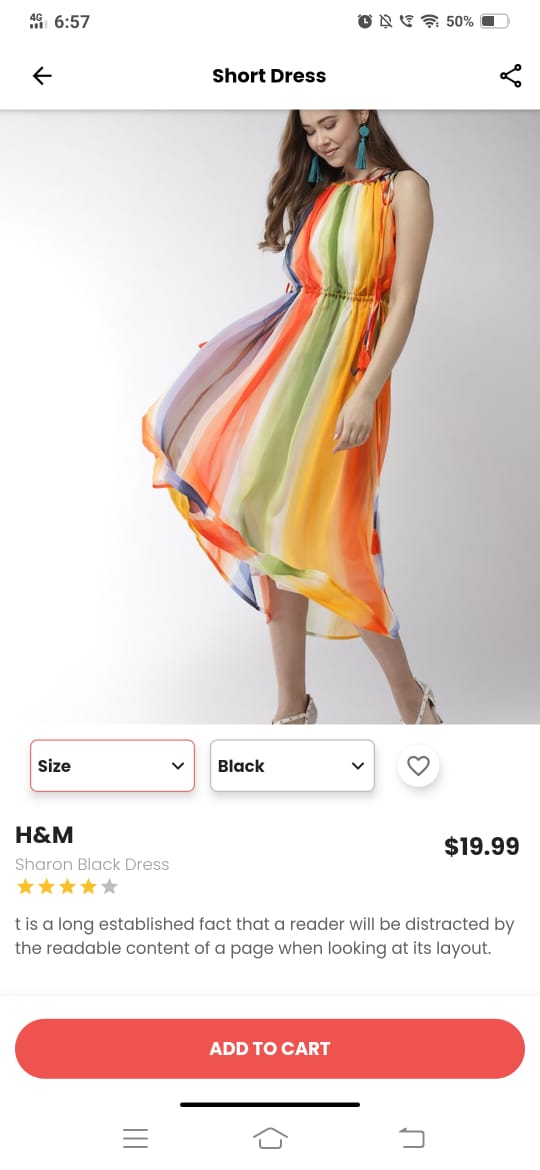 4G 6:57 50%
Short Dress
Size Black
H&M
$19.99
Sharon Black Dress
t is a long established fact that a reader will be distracted by
the readable content of a page when looking at its layout.
ADD TO CART